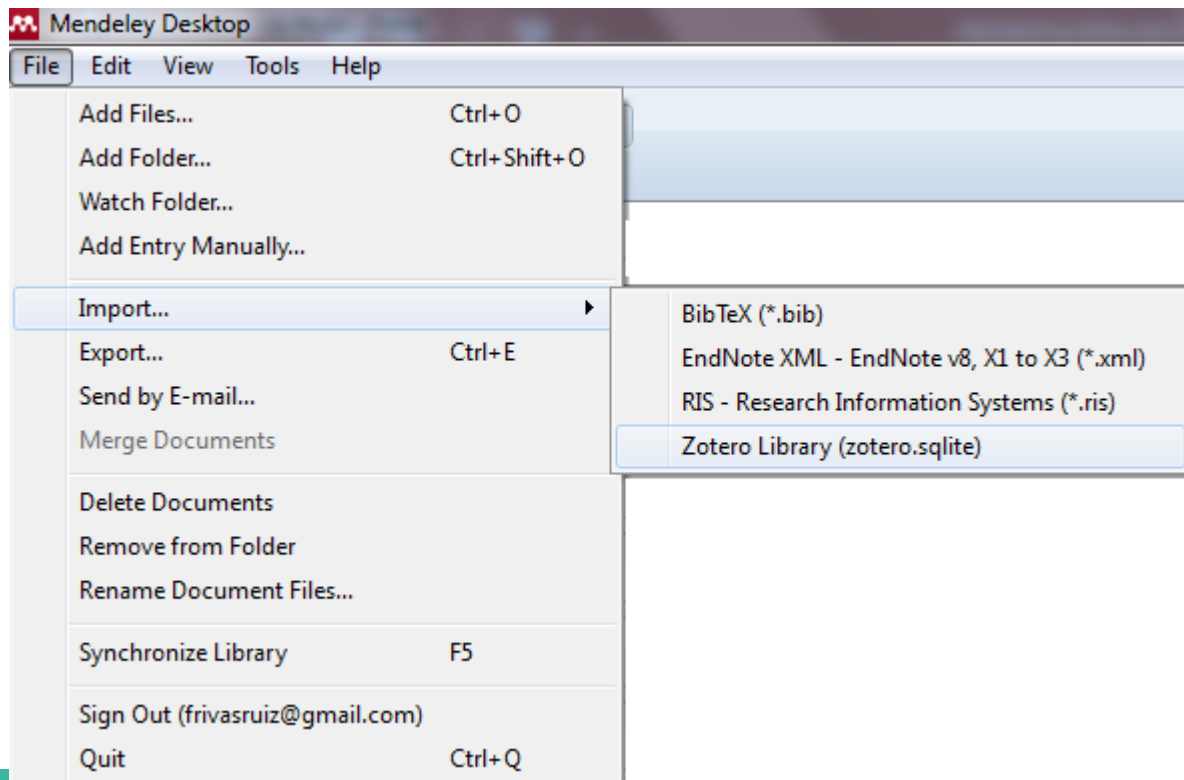 Mendeley Desktop
File Edit View Tools Help
Add Files... Ctrl+O
Add Folder... Ctrl+Shift+O
Watch Folder...
Add Entry Manually...
Import...
BibTeX (*.bib)
EndNote XML - EndNote v8, X1 to X3 (*.xml)
RIS - Research Information Systems (*.ris)
Zotero Library (zotero.sqlite)
Export... Ctrl+E
Send by E-mail...
Merge Documents
Delete Documents
Remove from Folder
Rename Document Files...
Synchronize Library F5
Sign Out (frivasruiz@gmail.com)
Quit Ctrl+Q